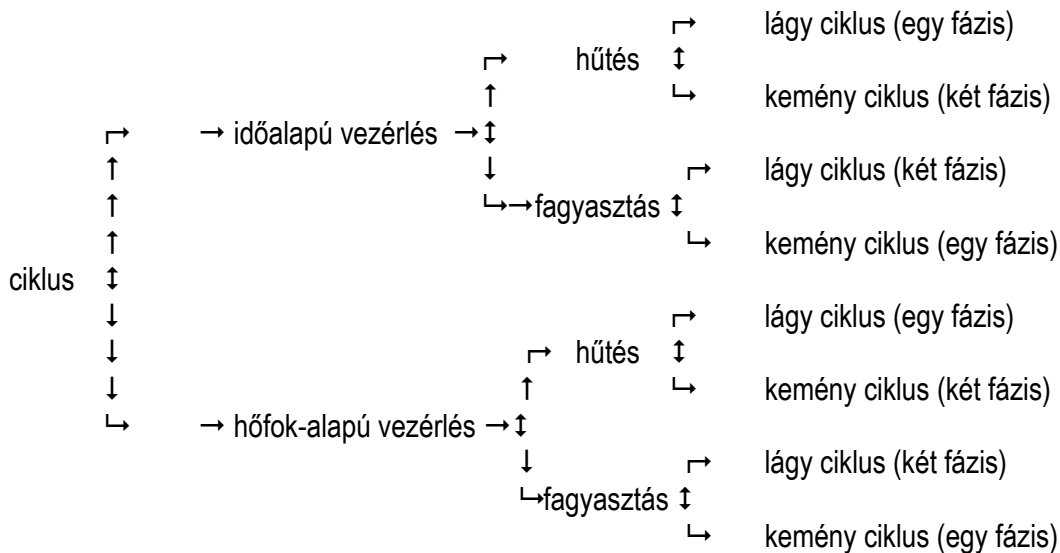 lágy ciklus (egy fázis)
hűtés
kemény ciklus (két fázis)
időalapú vezérlés
lágy ciklus (két fázis)
fagyasztás
kemény ciklus (egy fázis)
ciklus
lágy ciklus (egy fázis)
hűtés
kemény ciklus (két fázis)
hőfok-alapú vezérlés
lágy ciklus (két fázis)
fagyasztás
kemény ciklus (egy fázis)